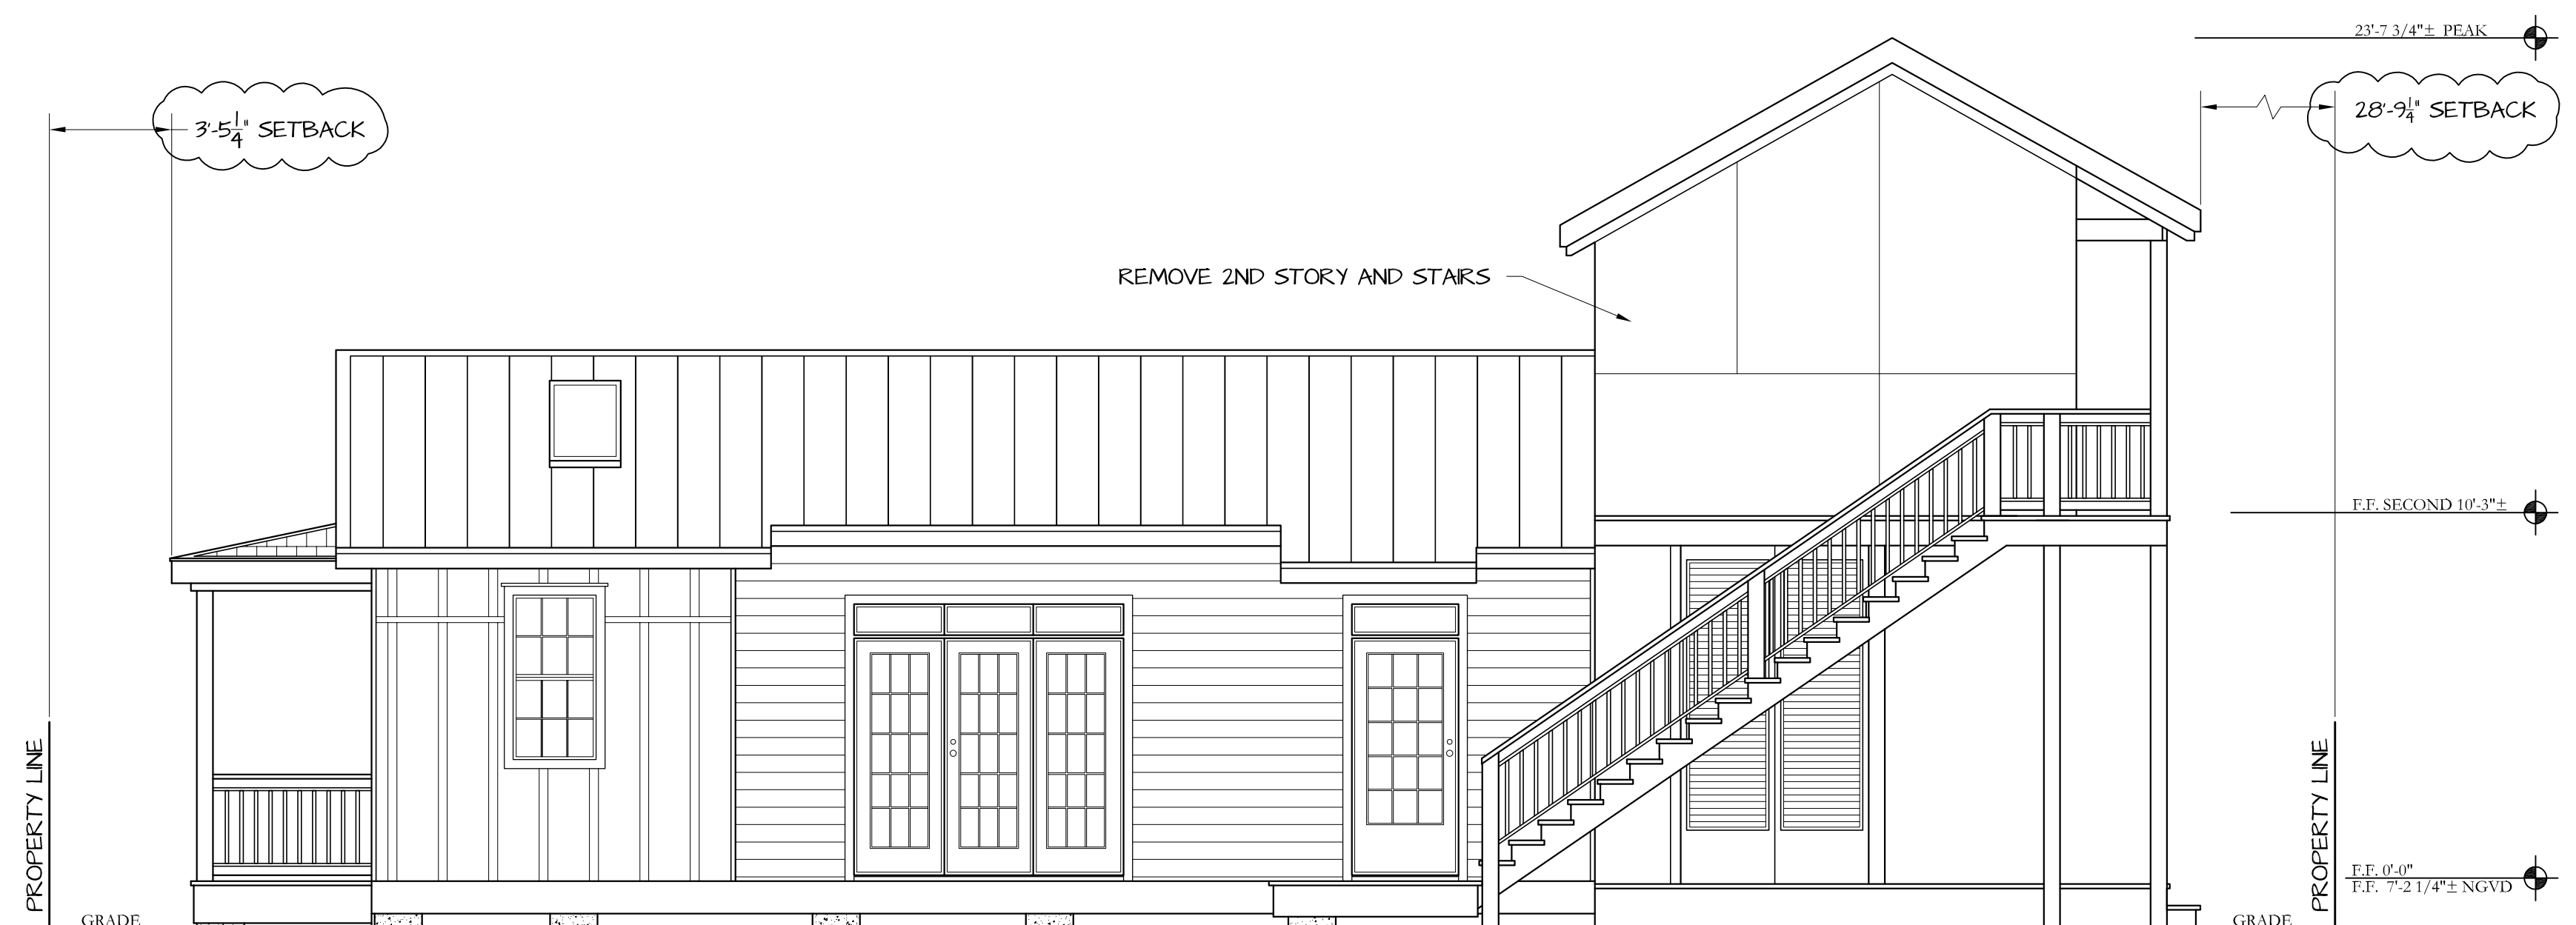 23'-7 3/4"± PEAK
3'-5 1/4" SETBACK
28'-9 1/4" SETBACK
REMOVE 2ND STORY AND STAIRS
F.F. SECOND 10'-3"±
PROPERTY LINE
PROPERTY LINE
F.F. 0'-0"
F.F. 7'-2 1/4"± NGVD
GRADE
GRADE